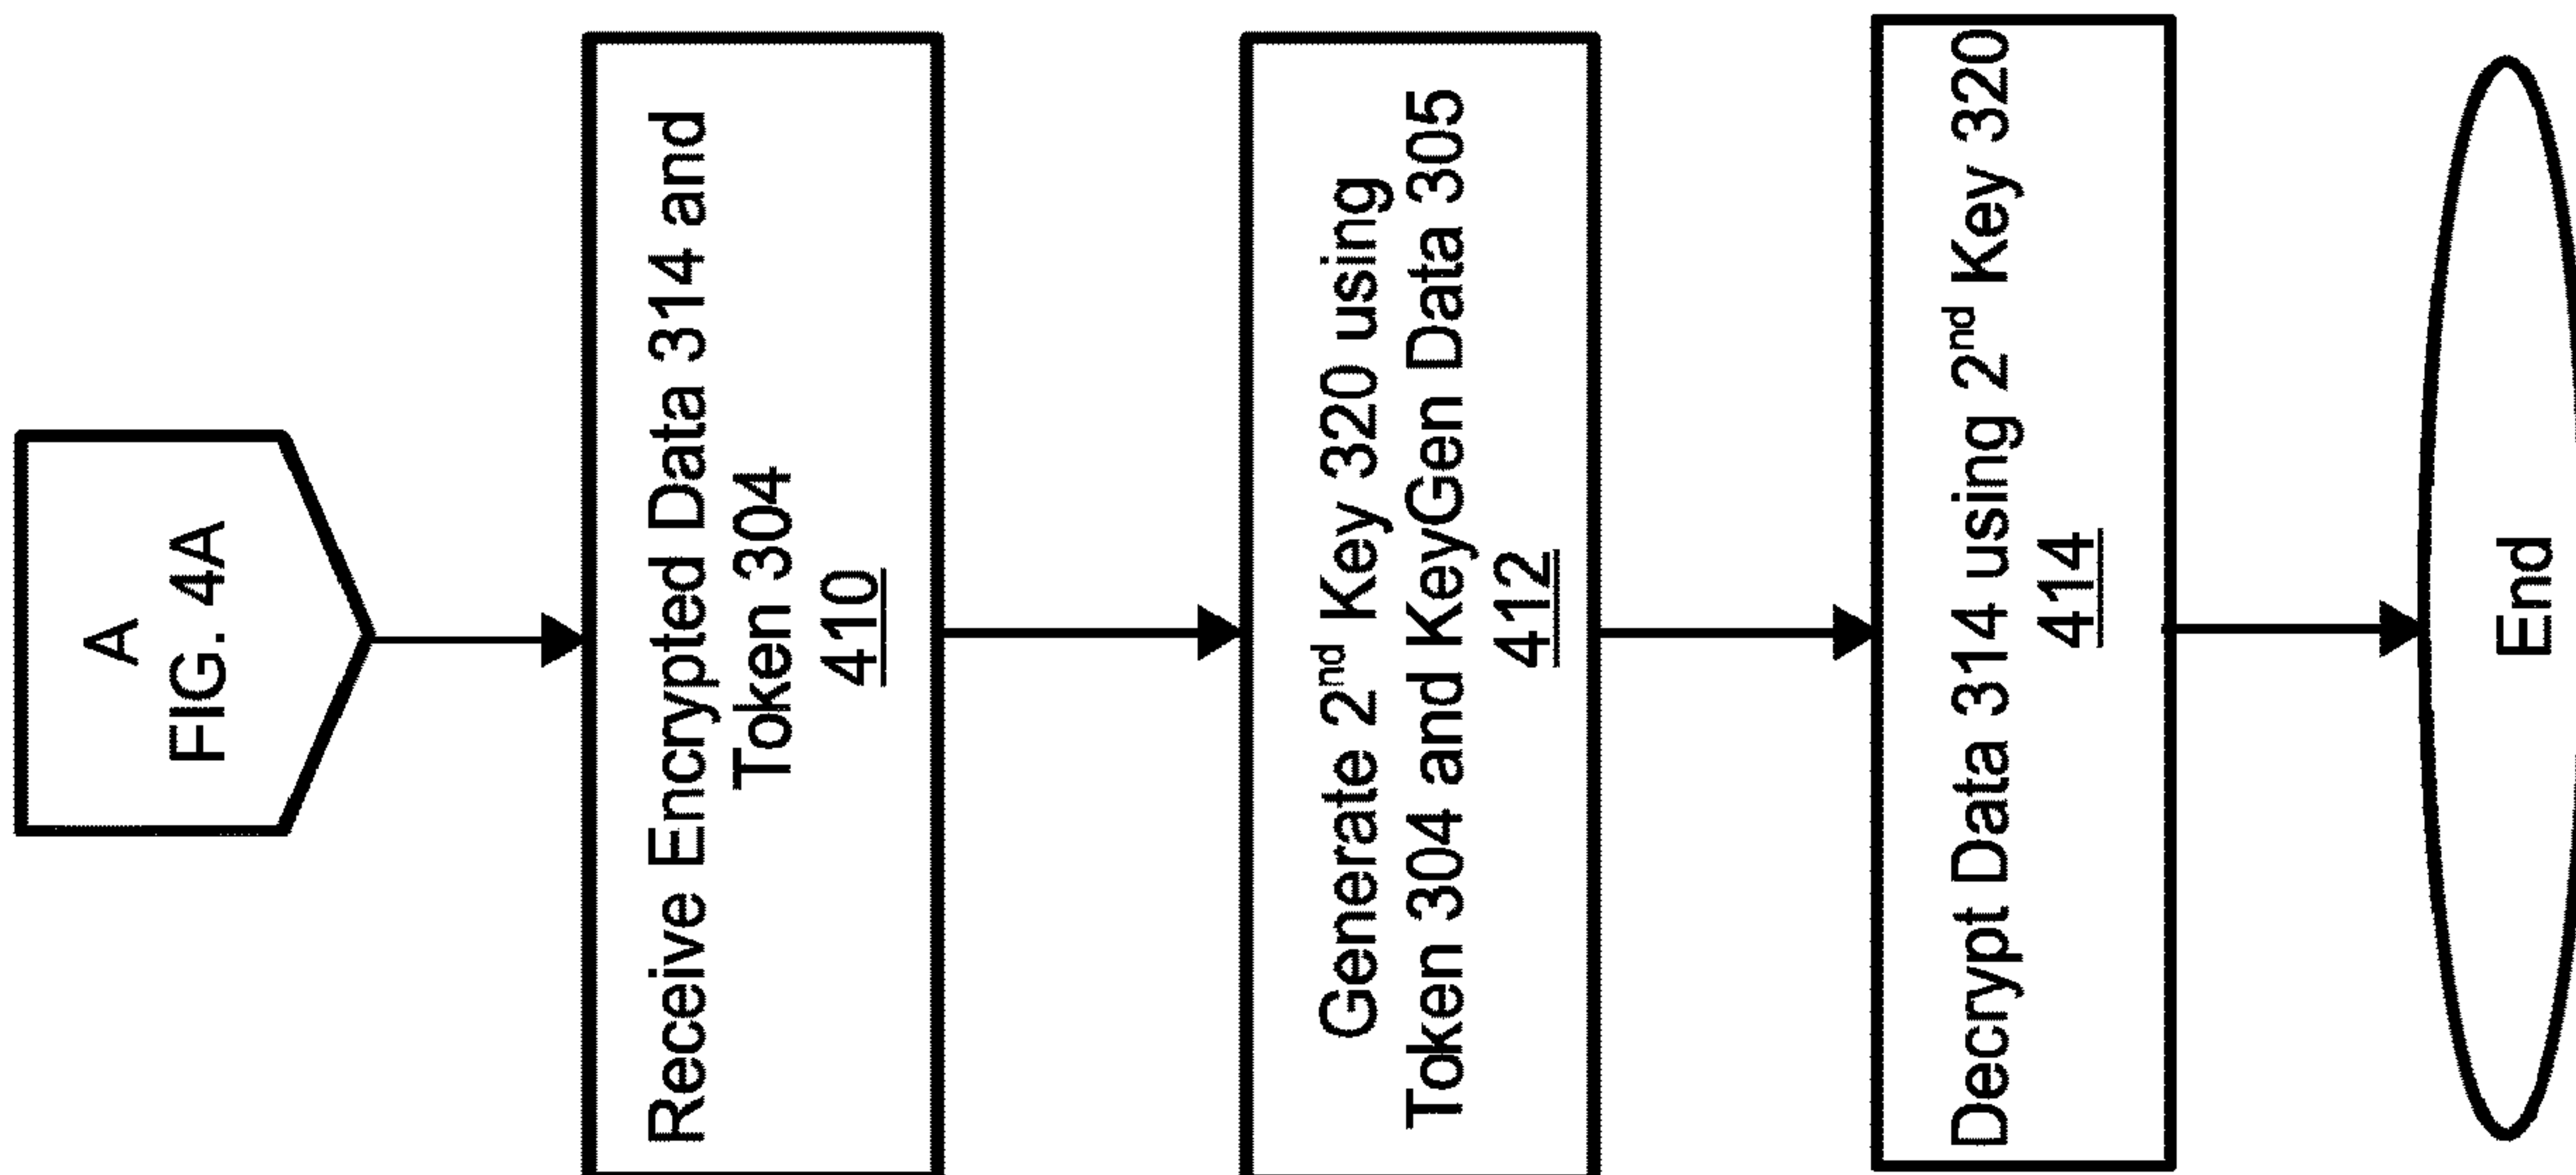 A
FIG. 4A
Receive Encrypted Data 314 and
Token 304
410
Generate 2nd Key 320 using
Token 304 and KeyGen Data 305
412
Decrypt Data 314 using 2nd Key 320
414
End